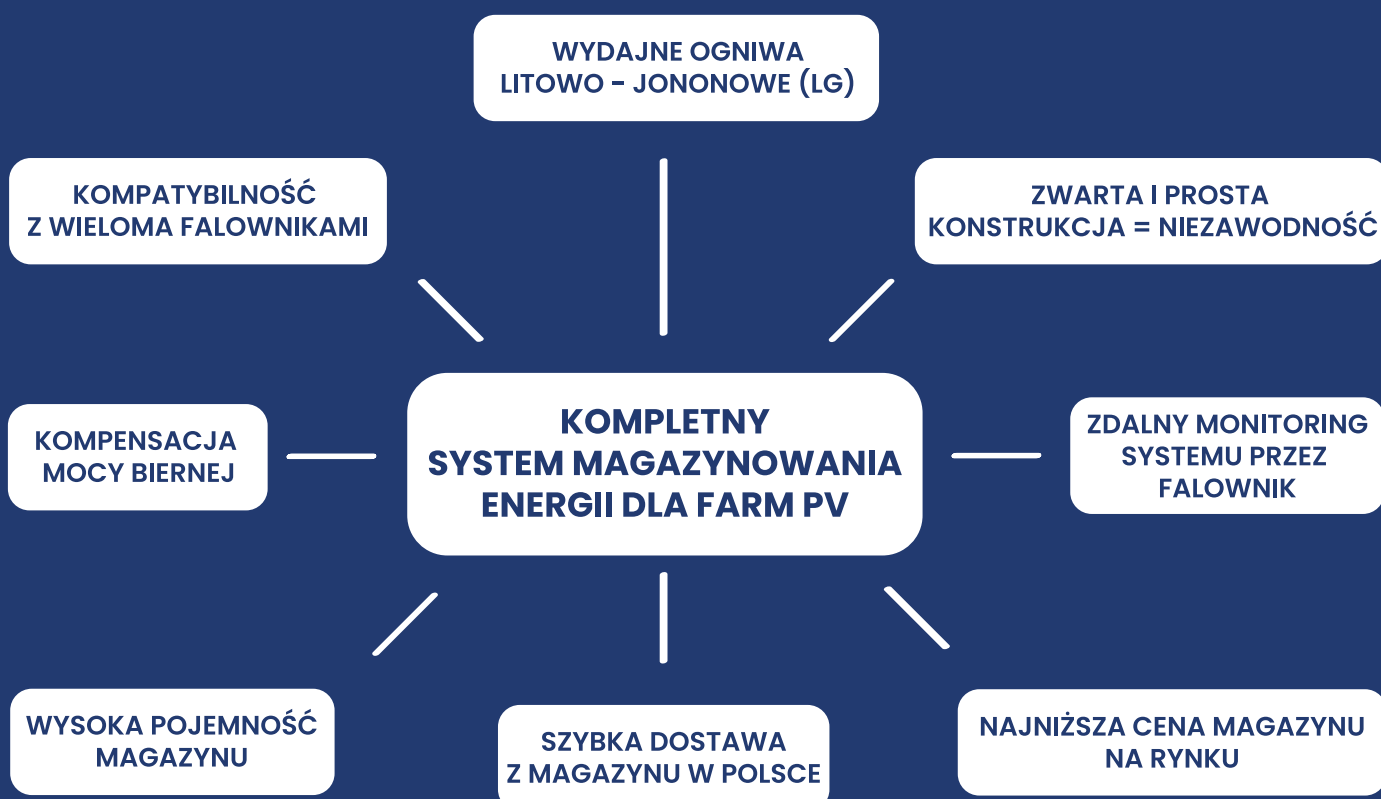 WYDAJNE OGNIWA
LITOWO - JONONOWE (LG)
KOMPATYBILNOŚĆ
Z WIELOMA FALOWNIKAMI
ZWARTA I PROSTA
KONSTRUKCJA = NIEZAWODNOŚĆ
KOMPENSACJA
MOCY BIERNEJ
KOMPLETNY
SYSTEM MAGAZYNOWANIA
ENERGII DLA FARM PV
ZDALNY MONITORING
SYSTEMU PRZEZ
FALOWNIK
WYSOKA POJEMNOŚĆ
MAGAZYNU
SZYBKA DOSTAWA
Z MAGAZYNU W POLSCE
NAJNIŻSZA CENA MAGAZYNU
NA RYNKU